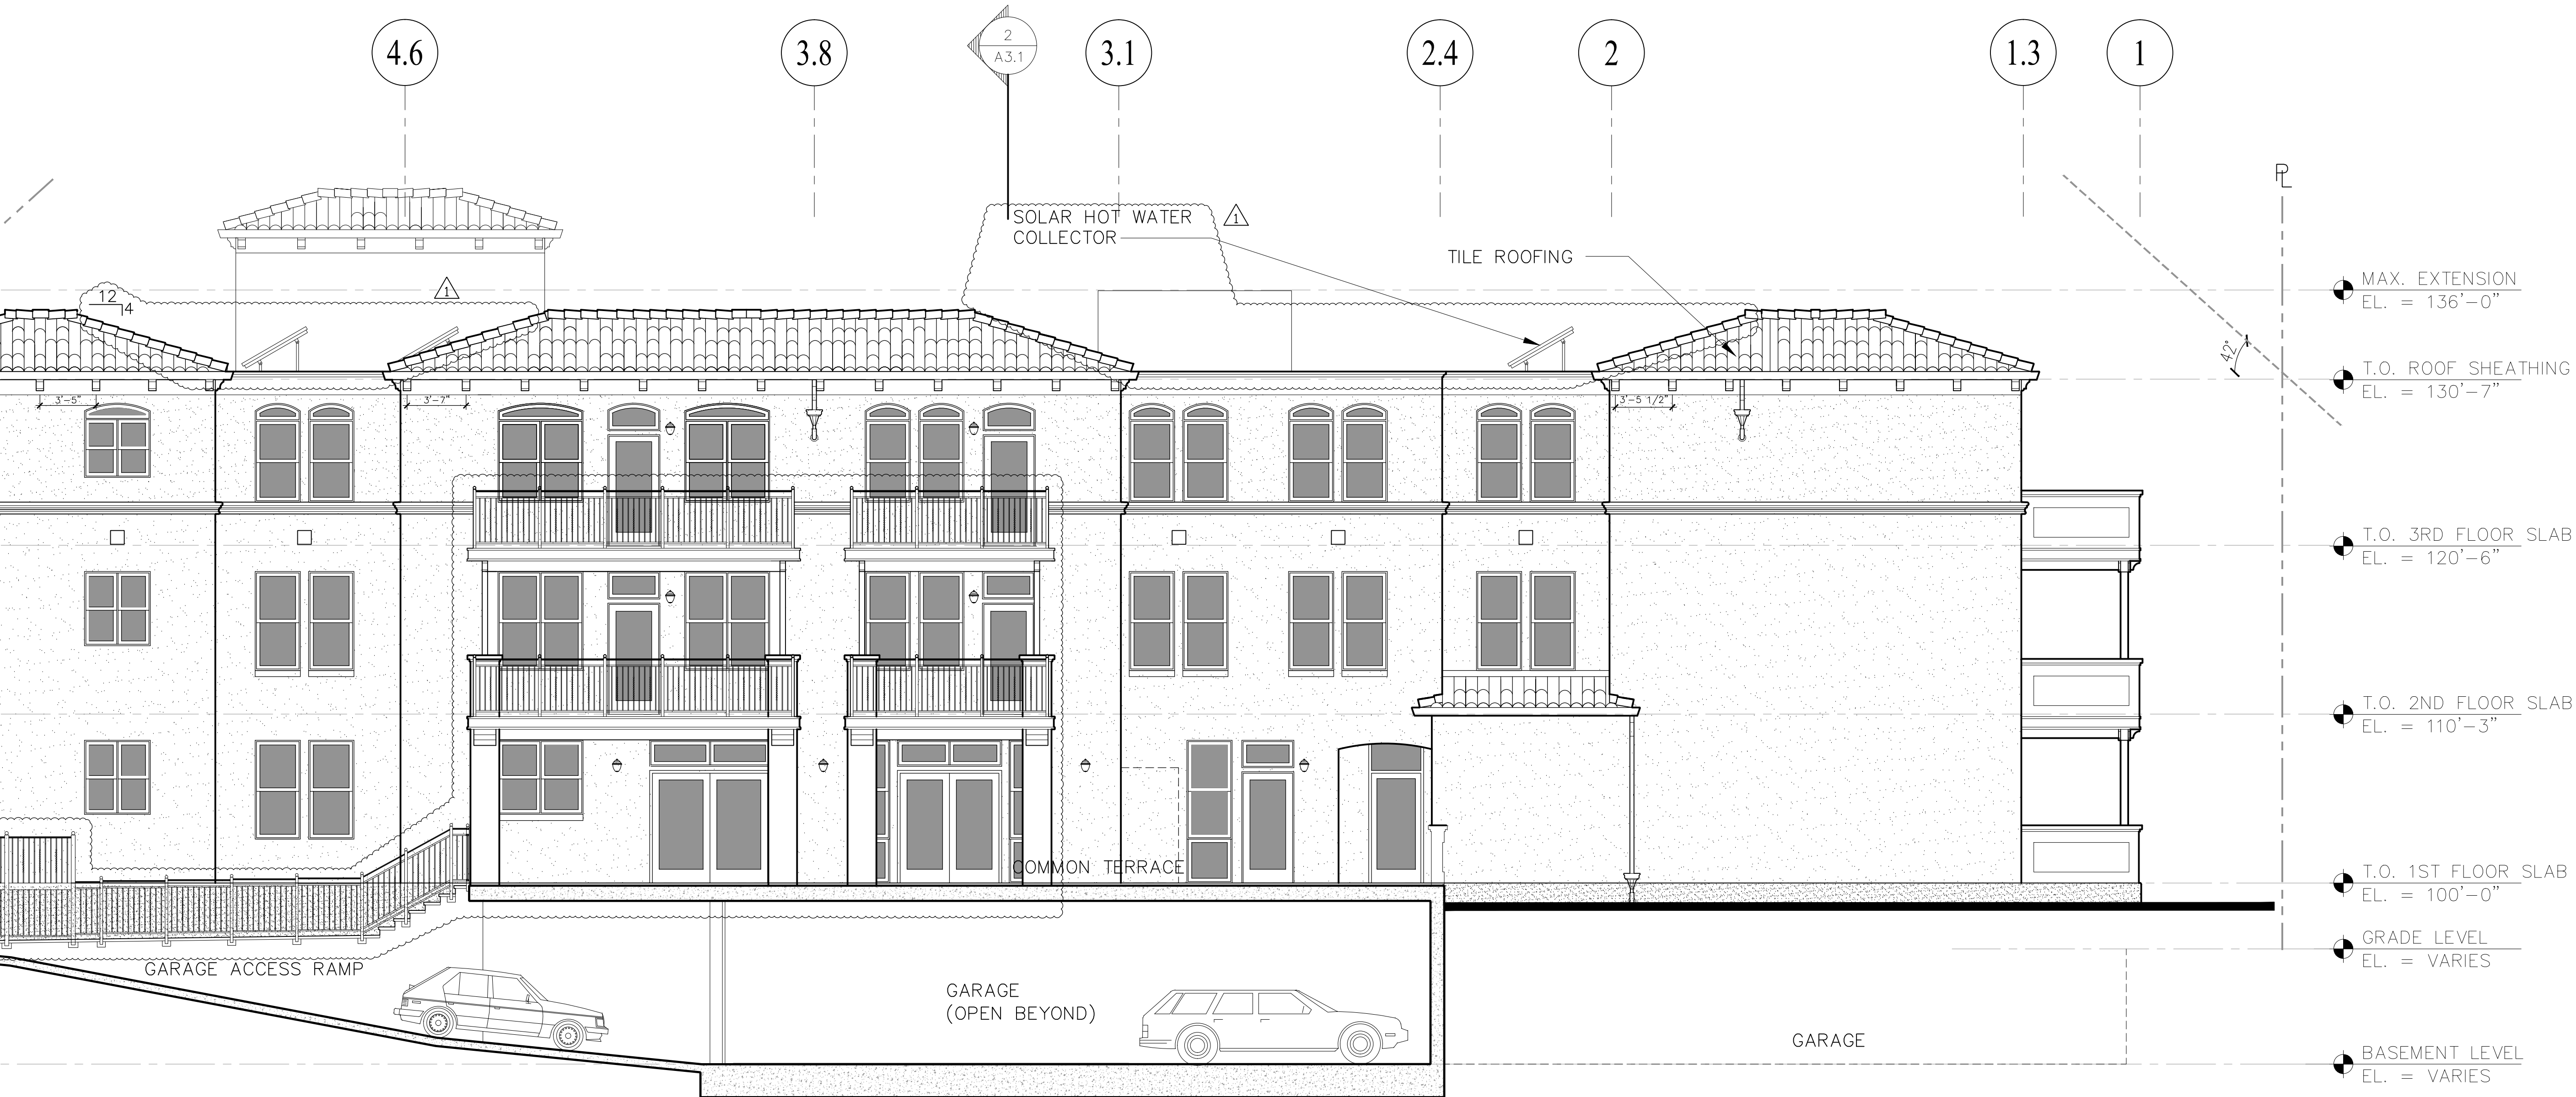 4.6
3.8
2
A3.1
3.1
2.4
2
1.3
1
PL
SOLAR HOT WATER
COLLECTOR
1
TILE ROOFING
12
4
1
42°
MAX. EXTENSION
EL. = 136'-0"
T.O. ROOF SHEATHING
EL. = 130'-7"
3'-5"
3'-7"
3'-5 1/2"
T.O. 3RD FLOOR SLAB
EL. = 120'-6"
T.O. 2ND FLOOR SLAB
EL. = 110'-3"
COMMON TERRACE
T.O. 1ST FLOOR SLAB
EL. = 100'-0"
GRADE LEVEL
EL. = VARIES
GARAGE ACCESS RAMP
GARAGE
(OPEN BEYOND)
GARAGE
BASEMENT LEVEL
EL. = VARIES